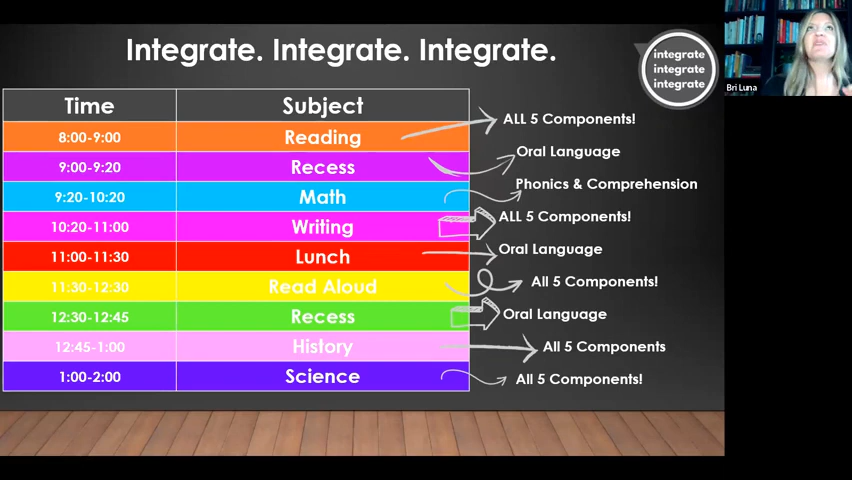 Integrate. Integrate. Integrate.
integrate
integrate
integrate
Bri Luna
Time Subject
8:00-9:00 Reading ALL 5 Components!
9:00-9:20 Recess Oral Language
9:20-10:20 Math Phonics & Comprehension
10:20-11:00 Writing ALL 5 Components!
11:00-11:30 Lunch Oral Language
11:30-12:30 Read Aloud All 5 Components!
12:30-12:45 Recess Oral Language
12:45-1:00 History All 5 Components
1:00-2:00 Science All 5 Components!